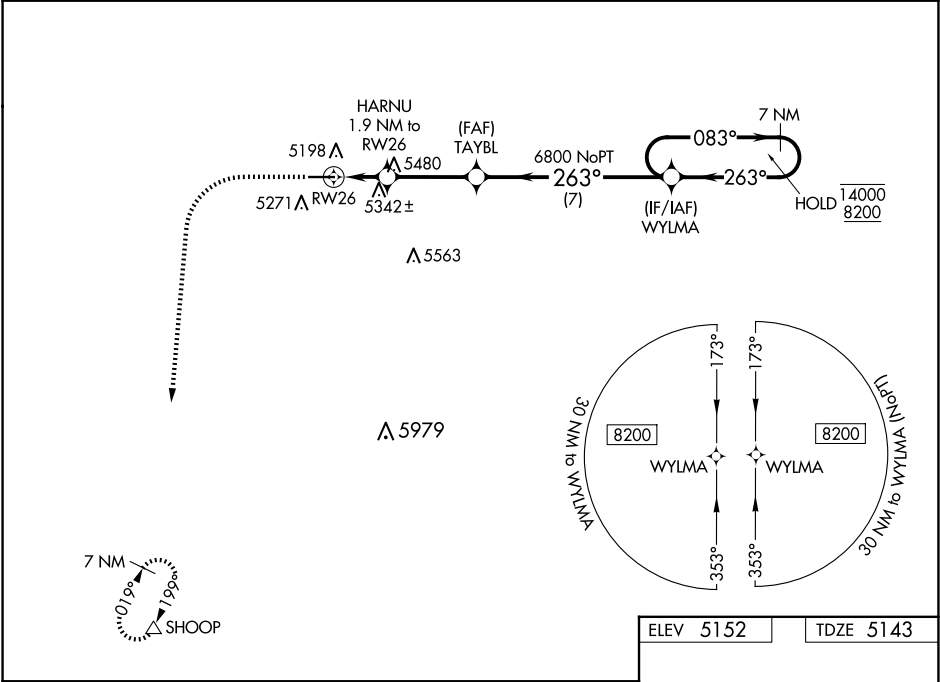 HARNU
1.9 NM to
RW26
(FAF)
TAYBL
7 NM
083°
5198
5480
6800 NoPT
263°
(7)
263°
5271
RW26
5342±
(IF/IAF)
WYLMA
HOLD
14000
8200
5563
5979
30 NM to WYLMA
173°
8200
WYLMA
353°
173°
8200
WYLMA
353°
30 NM to WYLMA (NoPT)
7 NM
019°
199°
SHOOP
ELEV 5152
TDZE 5143